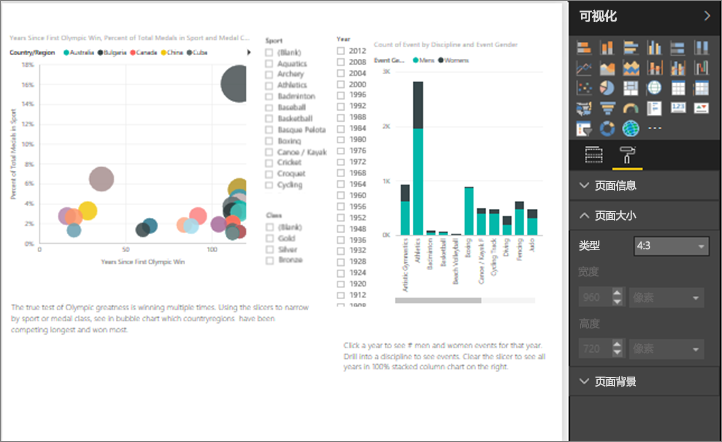 Years Since First Olympic Win, Percent of Total Medals in Sport and Medal C...
Country/Region Australia Bulgaria Canada China Cuba
Percent of Total Medals in Sport
18%
16%
14%
12%
10%
8%
6%
4%
2%
0%
0 50 100
Years Since First Olympic Win
Sport
(Blank)
Aquatics
Archery
Athletics
Badminton
Baseball
Basketball
Basque Pelota
Boxing
Canoe / Kayak
Cricket
Croquet
Cycling
Class
(Blank)
Gold
Silver
Bronze
Year
2012
2008
2004
2000
1996
1992
1988
1984
1980
1976
1972
1968
1964
1960
1956
1952
1948
1936
1932
1928
1924
1920
1912
1908
Count of Event by Discipline and Event Gender
Event Ge... Mens Womens
3K
2K
1K
0K
Artistic Gymnastics
Athletics
Badminton
Basketball
Beach Volleyball
Boxing
Canoe / Kayak F
Cycling Track
Diving
Fencing
Judo
The true test of Olympic greatness is winning multiple times. Using the slicers to narrow
by sport or medal class, see in bubble chart which countryregions have been
competing longest and won most.
Click a year to see # men and women events for that year.
Drill into a discipline to see events. Clear the slicer to see all
years in 100% stacked column chart on the right.
可视化
页面信息
页面大小
类型 4:3
宽度
960 像素
高度
720 像素
页面背景